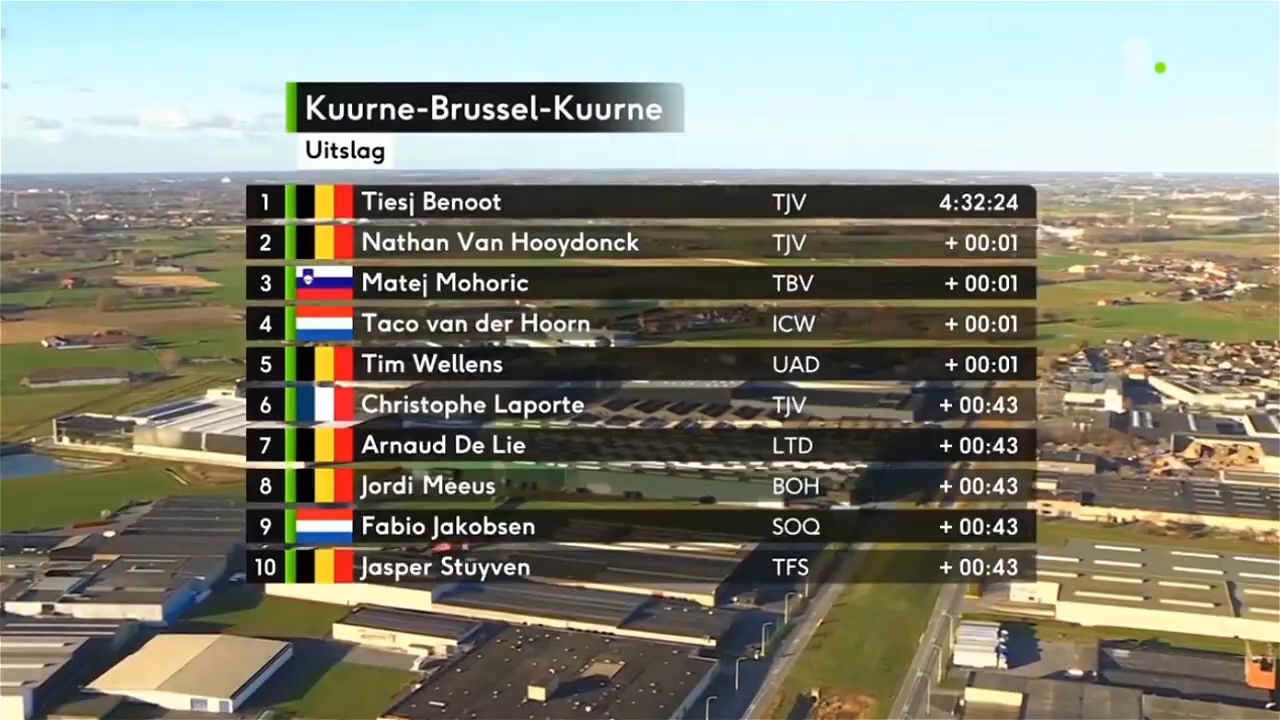 Kuurne-Brussel-Kuurne
Uitslag
1 Tiesj Benoot TJV 4:32:24
2 Nathan Van Hooydonck TJV + 00:01
3 Matej Mohoric TBV + 00:01
4 Taco van der Hoorn ICW + 00:01
5 Tim Wellens UAD + 00:01
6 Christophe Laporte TJV + 00:43
7 Arnaud De Lie LTD + 00:43
8 Jordi Meeus BOH + 00:43
9 Fabio Jakobsen SOQ + 00:43
10 Jasper Stuyven TFS + 00:43